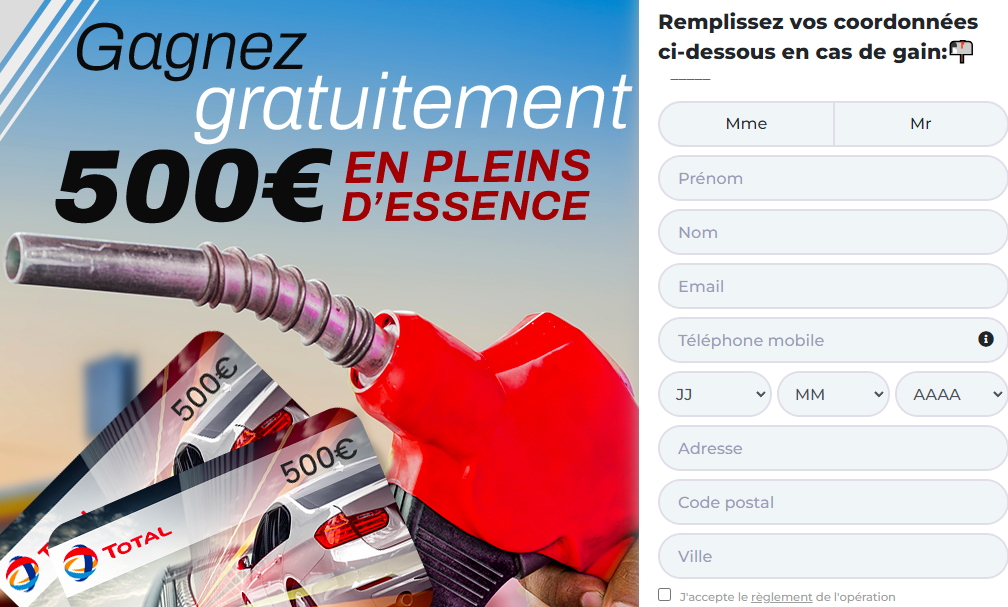 Gagnez
gratuitement
500€ EN PLEINS
D'ESSENCE
500€
500€
T
TOTAL
Remplissez vos coordonnées
ci-dessous en cas de gain:
Mme Mr
Prénom
Nom
Email
Téléphone mobile
JJ MM AAAA
Adresse
Code postal
Ville
J'accepte le règlement de l'opération